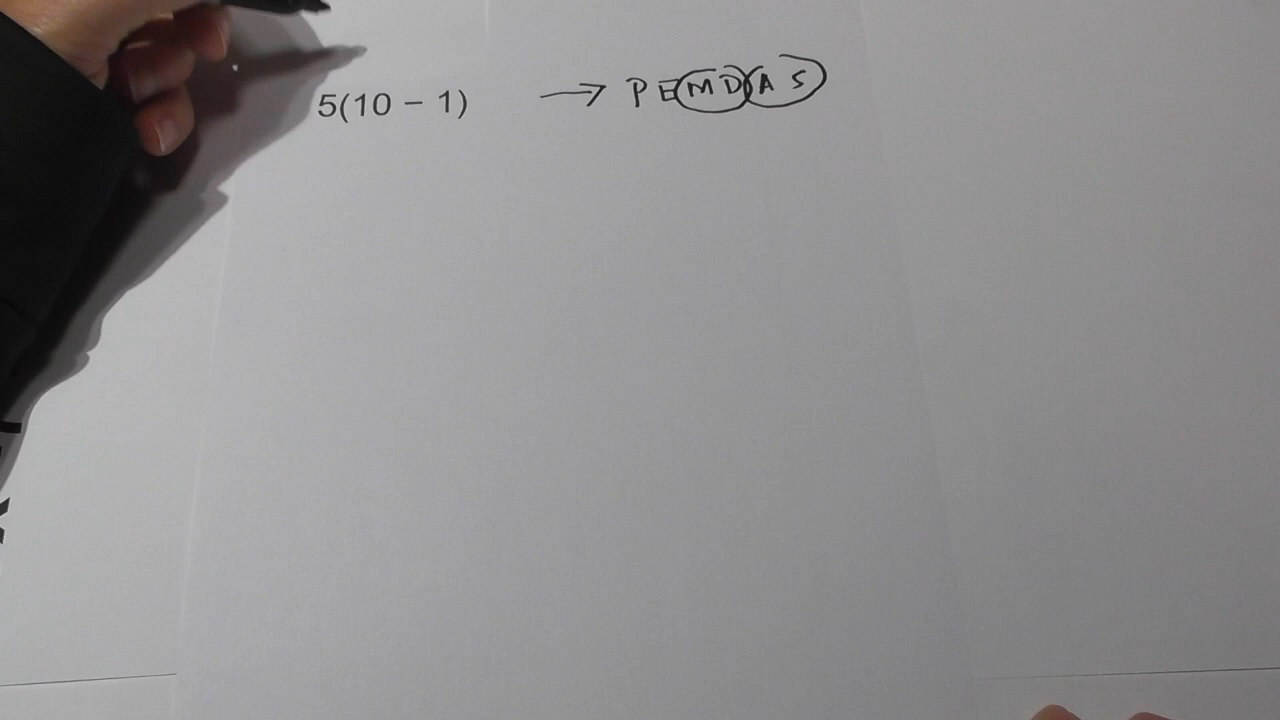 5(10 – 1) → PEMDAS